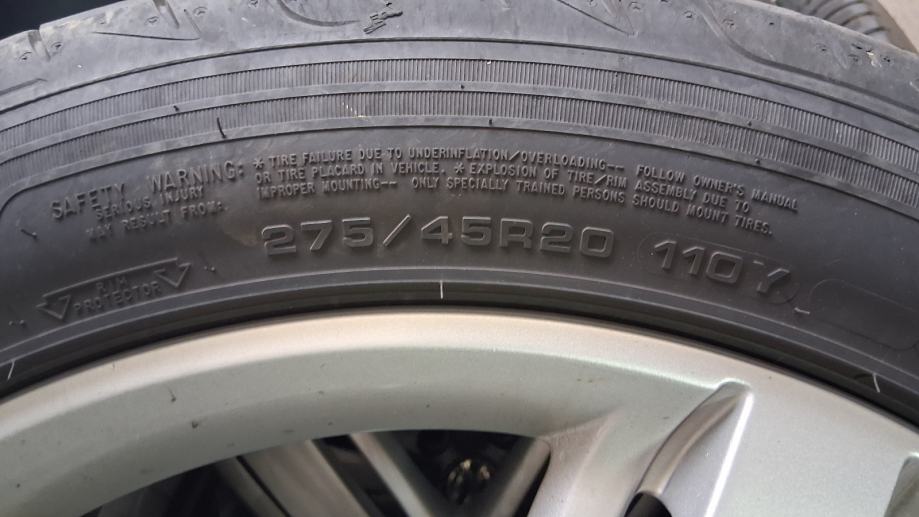 SAFETY WARNING:
SERIOUS INJURY
MAY RESULT FROM:
* TIRE FAILURE DUE TO UNDERINFLATION/OVERLOADING-- FOLLOW OWNER'S MANUAL
OR TIRE PLACARD IN VEHICLE. * EXPLOSION OF TIRE/RIM ASSEMBLY DUE TO
IMPROPER MOUNTING-- ONLY SPECIALLY TRAINED PERSONS SHOULD MOUNT TIRES.
275/45R20 110Y
RIM
PROTECTOR